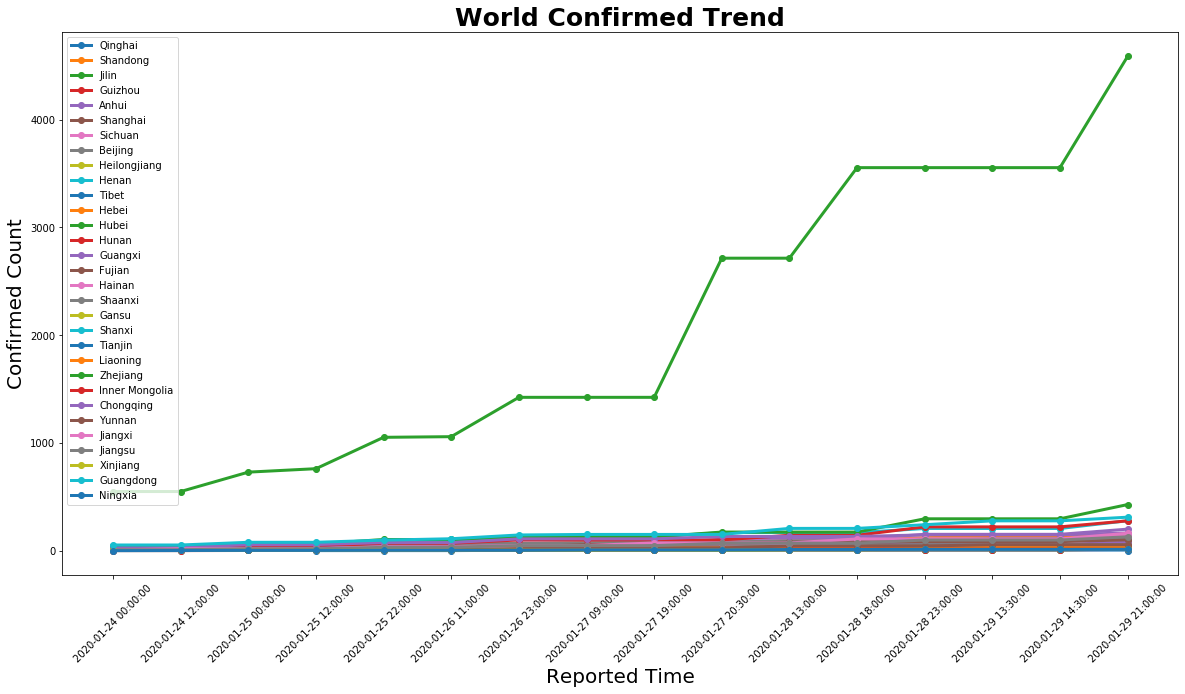 World Confirmed Trend
Qinghai
Shandong
Jilin
Guizhou
Anhui
Shanghai
Sichuan
Beijing
Heilongjiang
Henan
Tibet
Hebei
Hubei
Hunan
Guangxi
Fujian
Hainan
Shaanxi
Gansu
Shanxi
Tianjin
Liaoning
Zhejiang
Inner Mongolia
Chongqing
Yunnan
Jiangxi
Jiangsu
Xinjiang
Guangdong
Ningxia
Confirmed Count
4000
3000
2000
1000
0
2020-01-24 00:00:00
2020-01-24 12:00:00
2020-01-25 00:00:00
2020-01-25 12:00:00
2020-01-25 22:00:00
2020-01-26 11:00:00
2020-01-26 23:00:00
2020-01-27 09:00:00
2020-01-27 19:00:00
2020-01-27 20:30:00
2020-01-28 13:00:00
2020-01-28 18:00:00
2020-01-28 23:00:00
2020-01-29 13:30:00
2020-01-29 14:30:00
2020-01-29 21:00:00
Reported Time